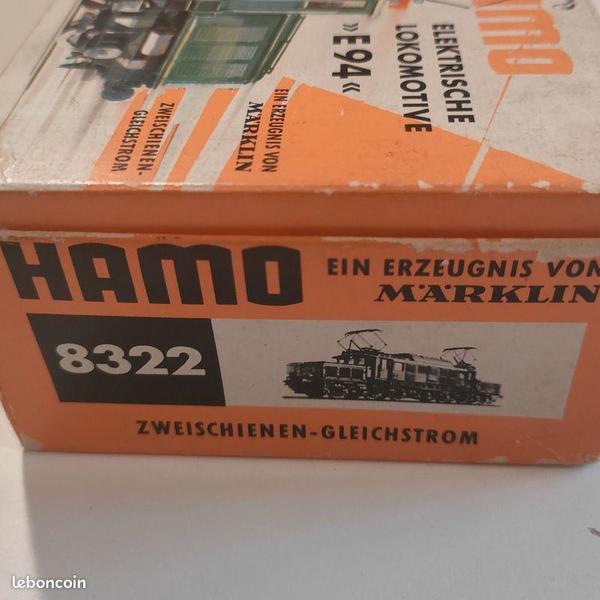 HAMO
ELEKTRISCHE
LOKOMOTIVE
»E94«
EIN ERZEUGNIS VON
MÄRKLIN
ZWEISCHIENEN-
GLEICHSTROM
HAMO
EIN ERZEUGNIS VON
MÄRKLIN
8322
ZWEISCHIENEN-GLEICHSTROM
leboncoin